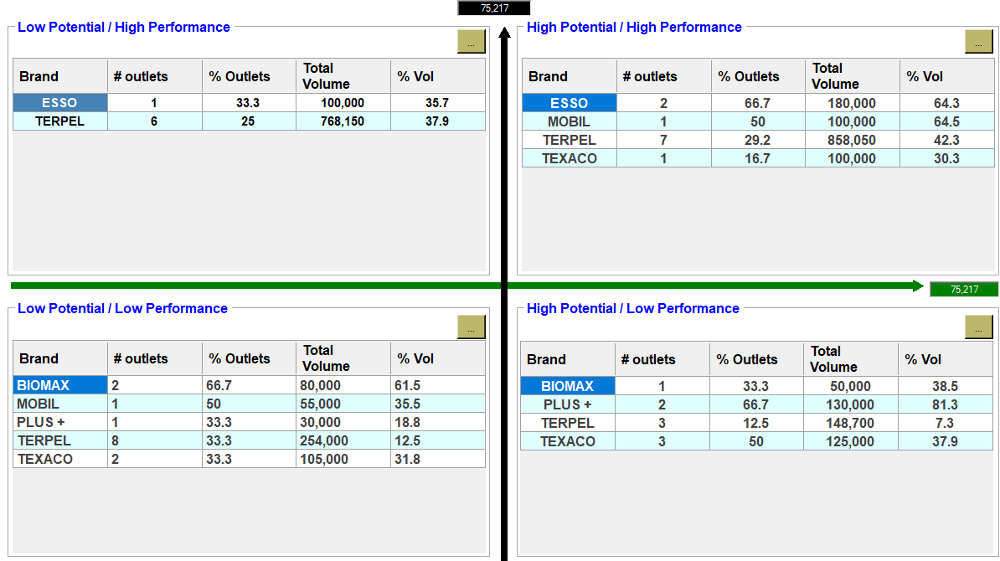 75,217
Low Potential / High Performance
...
Brand # outlets % Outlets Total Volume % Vol
ESSO 1 33.3 100,000 35.7
TERPEL 6 25 768,150 37.9
High Potential / High Performance
...
Brand # outlets % Outlets Total Volume % Vol
ESSO 2 66.7 180,000 64.3
MOBIL 1 50 100,000 64.5
TERPEL 7 29.2 858,050 42.3
TEXACO 1 16.7 100,000 30.3
75,217
Low Potential / Low Performance
...
Brand # outlets % Outlets Total Volume % Vol
BIOMAX 2 66.7 80,000 61.5
MOBIL 1 50 55,000 35.5
PLUS + 1 33.3 30,000 18.8
TERPEL 8 33.3 254,000 12.5
TEXACO 2 33.3 105,000 31.8
High Potential / Low Performance
...
Brand # outlets % Outlets Total Volume % Vol
BIOMAX 1 33.3 50,000 38.5
PLUS + 2 66.7 130,000 81.3
TERPEL 3 12.5 148,700 7.3
TEXACO 3 50 125,000 37.9